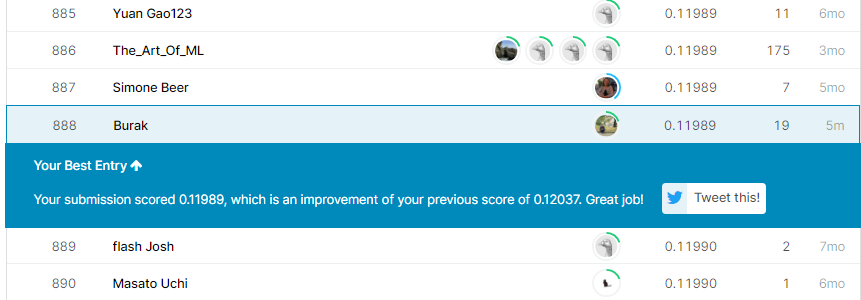 885 Yuan Gao123 0.11989 11 6mo
886 The_Art_Of_ML 0.11989 175 3mo
887 Simone Beer 0.11989 7 5mo
888 Burak 0.11989 19 5m
Your Best Entry
Your submission scored 0.11989, which is an improvement of your previous score of 0.12037. Great job! Tweet this!
889 flash Josh 0.11990 2 7mo
890 Masato Uchi 0.11990 1 6mo